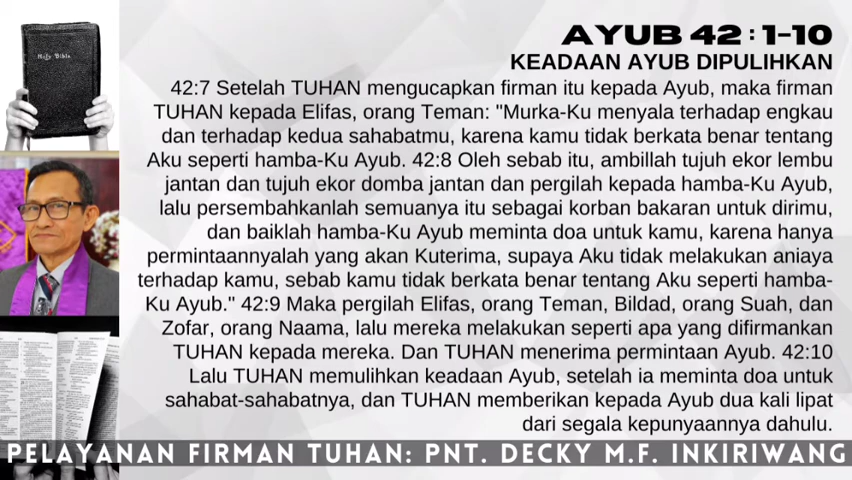 Holy Bible
AYUB 42 : 1-10
KEADAAN AYUB DIPULIHKAN
42:7 Setelah TUHAN mengucapkan firman itu kepada Ayub, maka firman
TUHAN kepada Elifas, orang Teman: "Murka-Ku menyala terhadap engkau
dan terhadap kedua sahabatmu, karena kamu tidak berkata benar tentang
Aku seperti hamba-Ku Ayub. 42:8 Oleh sebab itu, ambillah tujuh ekor lembu
jantan dan tujuh ekor domba jantan dan pergilah kepada hamba-Ku Ayub,
lalu persembahkanlah semuanya itu sebagai korban bakaran untuk dirimu,
dan baiklah hamba-Ku Ayub meminta doa untuk kamu, karena hanya
permintaannyalah yang akan Kuterima, supaya Aku tidak melakukan aniaya
terhadap kamu, sebab kamu tidak berkata benar tentang Aku seperti hamba-
Ku Ayub." 42:9 Maka pergilah Elifas, orang Teman, Bildad, orang Suah, dan
Zofar, orang Naama, lalu mereka melakukan seperti apa yang difirmankan
TUHAN kepada mereka. Dan TUHAN menerima permintaan Ayub. 42:10
Lalu TUHAN memulihkan keadaan Ayub, setelah ia meminta doa untuk
sahabat-sahabatnya, dan TUHAN memberikan kepada Ayub dua kali lipat
dari segala kepunyaannya dahulu.
PELAYANAN FIRMAN TUHAN: PNT. DECKY M.F. INKIRIWANG